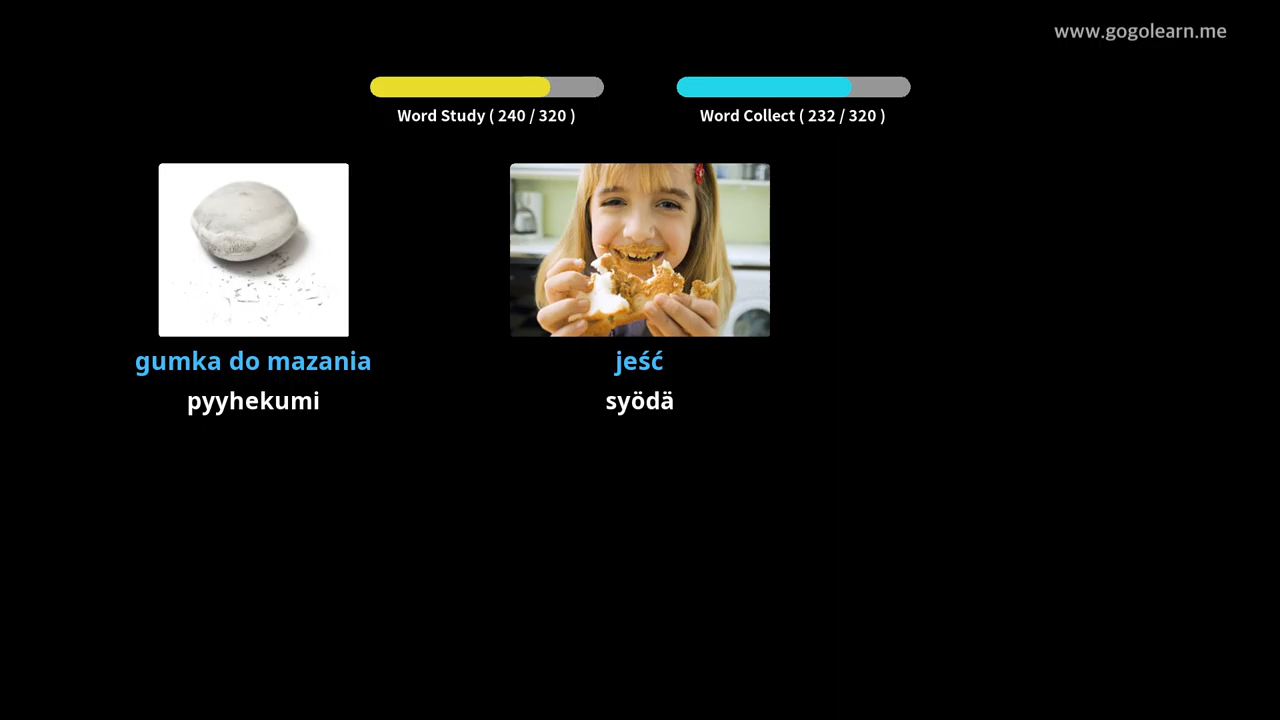 www.gogolearn.me
Word Study ( 240 / 320 )
Word Collect ( 232 / 320 )
gumka do mazania
pyyhekumi
jeść
syödä